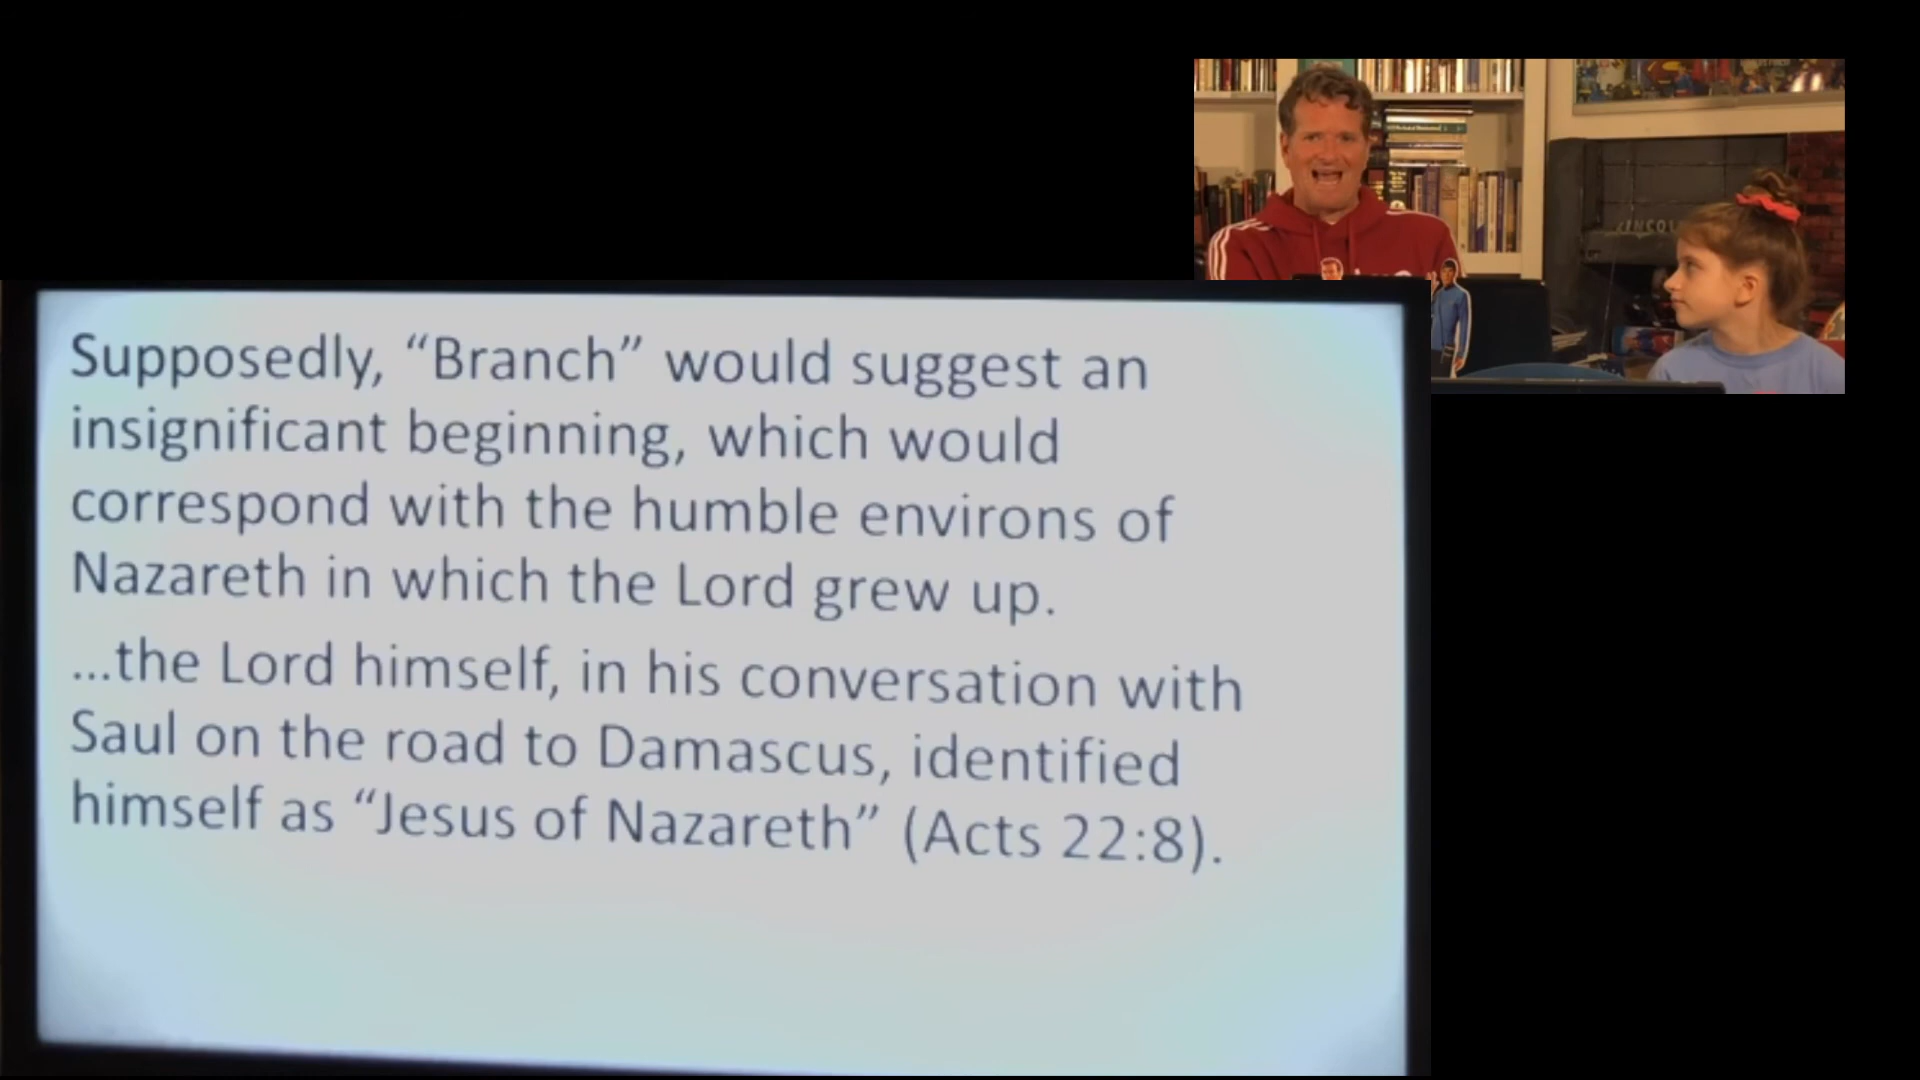 Supposedly, “Branch” would suggest an
insignificant beginning, which would
correspond with the humble environs of
Nazareth in which the Lord grew up.
...the Lord himself, in his conversation with
Saul on the road to Damascus, identified
himself as “Jesus of Nazareth” (Acts 22:8).